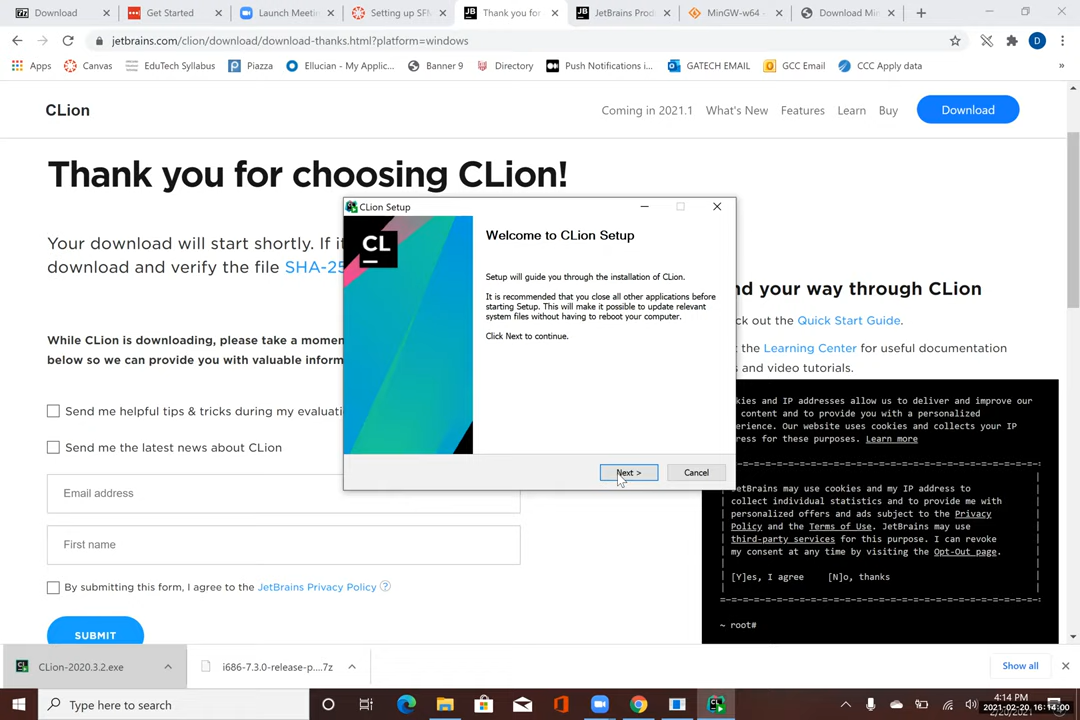 Download
Get Started
Launch Meeti
Setting up SFM
Thank you for
JetBrains Prod
MinGW-w64 -
Download Min
jetbrains.com/clion/download/download-thanks.html?platform=windows
Apps
Canvas
EduTech Syllabus
Piazza
Ellucian - My Applic...
Banner 9
Directory
Push Notifications i...
GATECH EMAIL
GCC Email
CCC Apply data
»
D
CLion
Coming in 2021.1
What's New
Features
Learn
Buy
Download
Thank you for choosing CLion!
Your download will start shortly. If it
download and verify the file SHA-25
While CLion is downloading, please take a momen
below so we can provide you with valuable inform
Send me helpful tips & tricks during my evaluati
Send me the latest news about CLion
Email address
First name
By submitting this form, I agree to the JetBrains Privacy Policy ?
SUBMIT
CLion Setup
CL
Welcome to CLion Setup
Setup will guide you through the installation of CLion.
It is recommended that you close all other applications before
starting Setup. This will make it possible to update relevant
system files without having to reboot your computer.
Click Next to continue.
Next >
Cancel
nd your way through CLion
ck out the Quick Start Guide.
the Learning Center for useful documentation
s and video tutorials.
kies and IP addresses allow us to deliver and improve our
content and to provide you with a personalized
erience. Our website uses cookies and collects your IP
ress for these purposes. Learn more
JetBrains may use cookies and my IP address to
collect individual statistics and to provide me with
personalized offers and ads subject to the Privacy
Policy and the Terms of Use. JetBrains may use
third-party services for this purpose. I can revoke
my consent at any time by visiting the Opt-Out page.
[Y]es, I agree [N]o, thanks
~ root#
CLion-2020.3.2.exe
i686-7.3.0-release-p....7z
Show all
Type here to search
4:14 PM
2021-02-20, 16:14:00